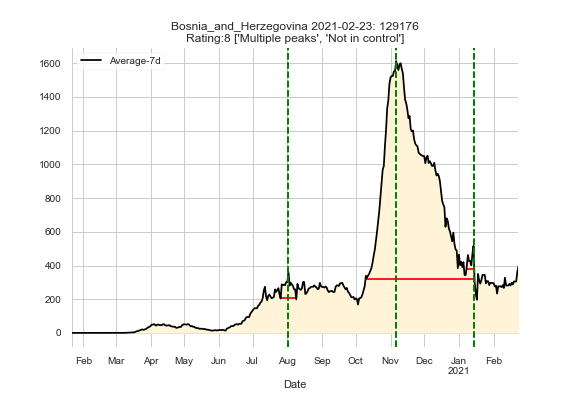 Bosnia_and_Herzegovina 2021-02-23: 129176
Rating:8 ['Multiple peaks', 'Not in control']
Average-7d
1600
1400
1200
1000
800
600
400
200
0
Feb Mar Apr May Jun Jul Aug Sep Oct Nov Dec Jan Feb
2021
Date